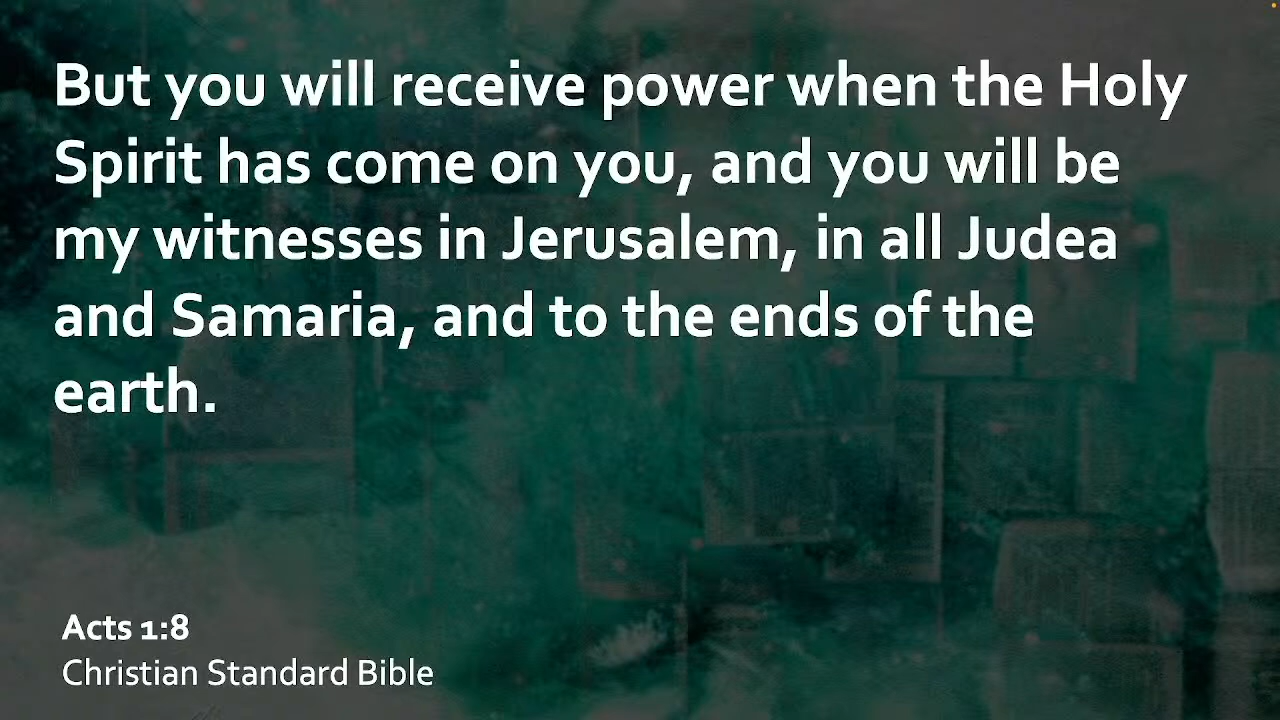 But you will receive power when the Holy
Spirit has come on you, and you will be
my witnesses in Jerusalem, in all Judea
and Samaria, and to the ends of the
earth.
Acts 1:8
Christian Standard Bible